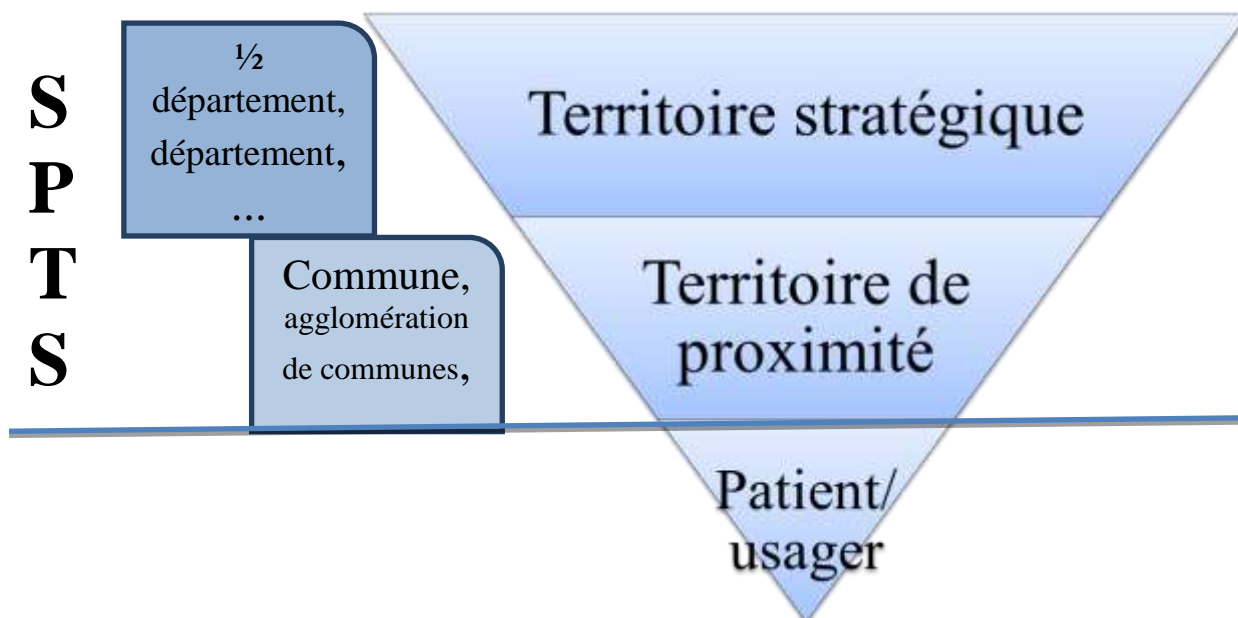 S
P
T
S
½
département,
département,
...
Commune,
agglomération
de communes,
Territoire stratégique
Territoire de
proximité
Patient/
usager